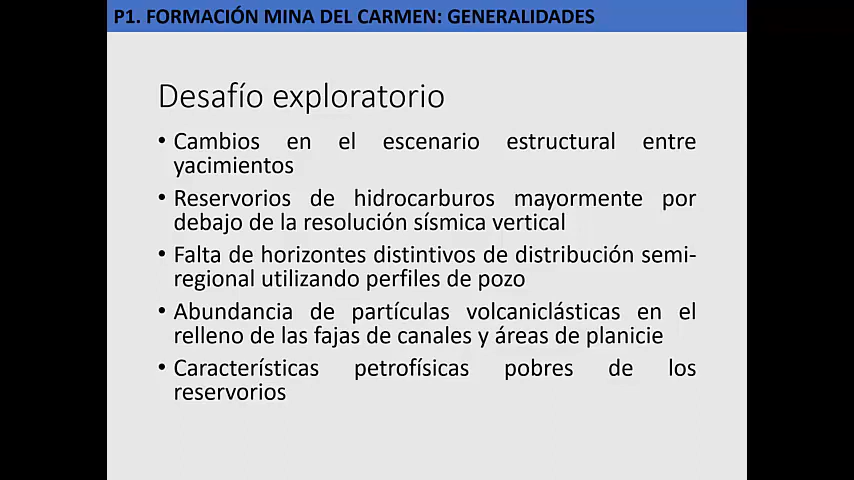 P1. FORMACIÓN MINA DEL CARMEN: GENERALIDADES
Desafío exploratorio
• Cambios en el escenario estructural entre
yacimientos
• Reservorios de hidrocarburos mayormente por
debajo de la resolución sísmica vertical
• Falta de horizontes distintivos de distribución semi-
regional utilizando perfiles de pozo
• Abundancia de partículas volcaniclásticas en el
relleno de las fajas de canales y áreas de planicie
• Características petrofísicas pobres de los
reservorios